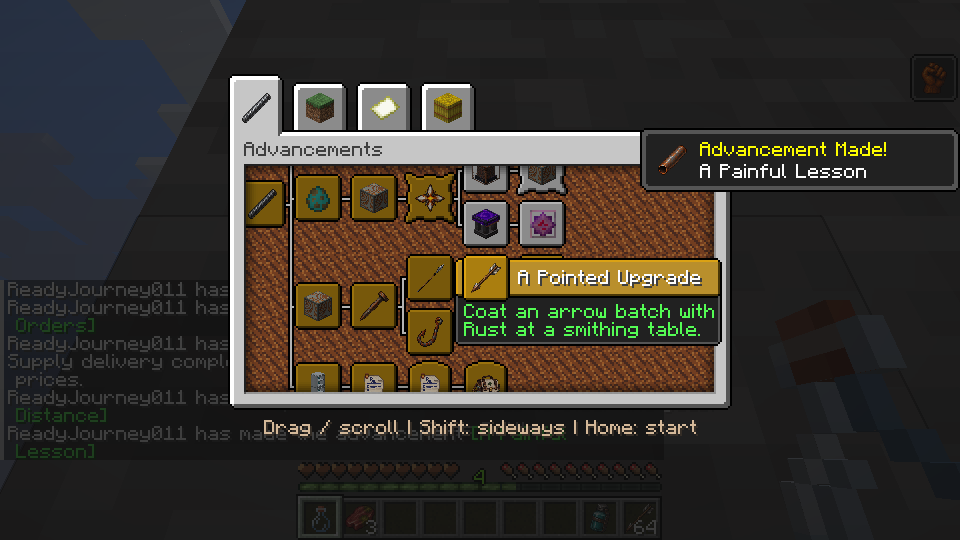 Advancement Made!
A Painful Lesson
Advancements
A Pointed Upgrade
Coat an arrow batch with
Rust at a smithing table.
ReadyJourney011 has
ReadyJourney011 has
Orders]
ReadyJourney011 has
Supply delivery compl
prices.
ReadyJourney011 has
Distance]
ReadyJourney011 has made the advancement [A Painful
Lesson]
Drag / scroll | Shift: sideways | Home: start
4
3
64